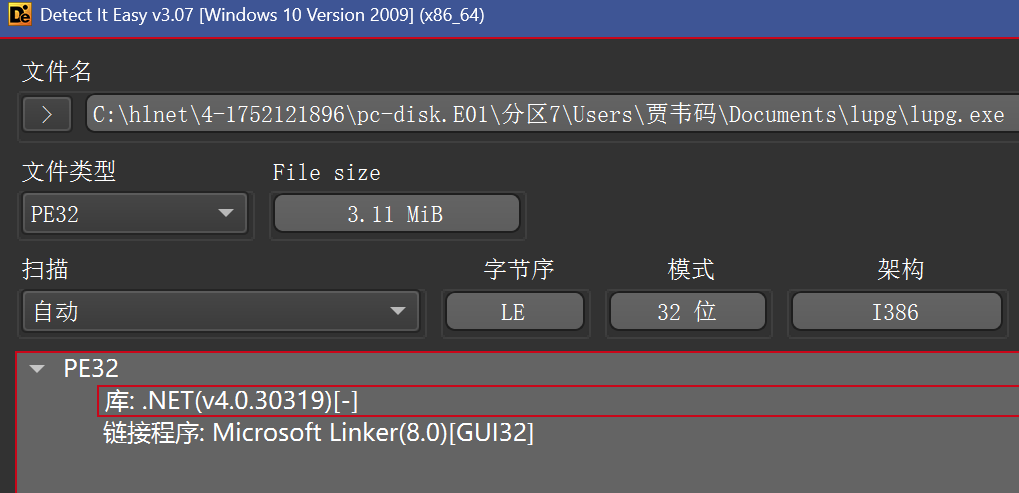 Detect It Easy v3.07 [Windows 10 Version 2009] (x86_64)
文件名
C:\hlnet\4-1752121896\pc-disk.E01\分区7\Users\贾韦码\Documents\lupg\lupg.exe
文件类型 File size
PE32 3.11 MiB
扫描 字节序 模式 架构
自动 LE 32 位 I386
PE32
库: .NET(v4.0.30319)[-]
链接程序: Microsoft Linker(8.0)[GUI32]